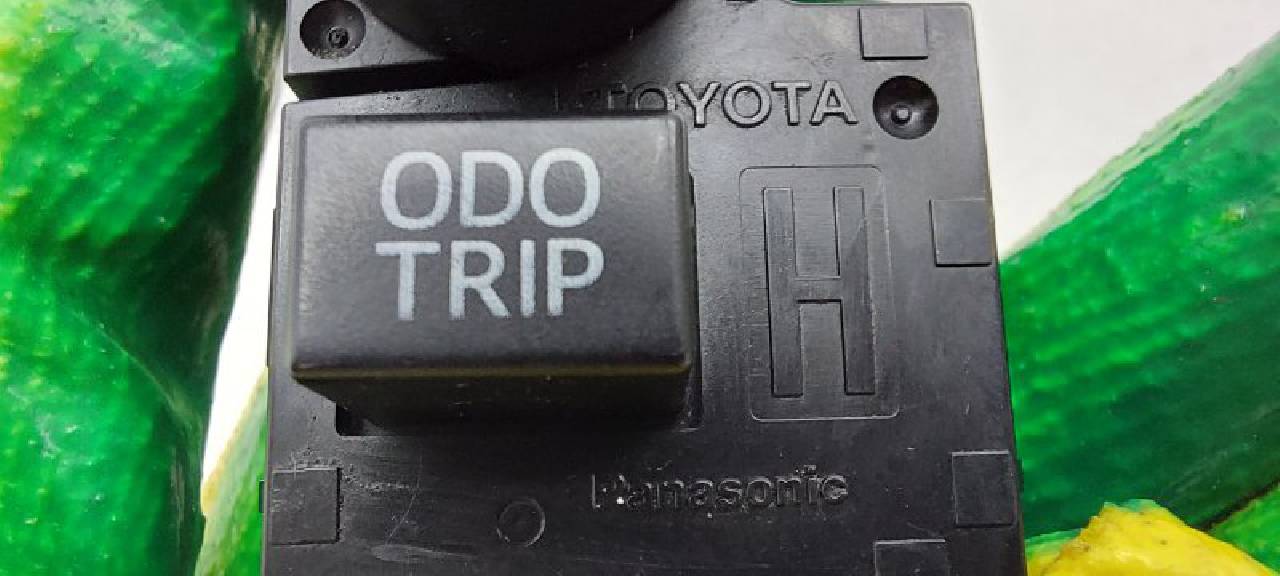 TOYOTA
ODO
TRIP
H
Panasonic